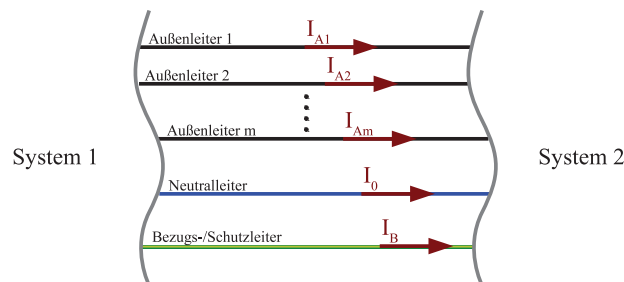 Außenleiter 1
I_A1
Außenleiter 2
I_A2
Außenleiter m
I_Am
System 1
System 2
Neutralleiter
I_0
Bezugs-/Schutzleiter
I_B